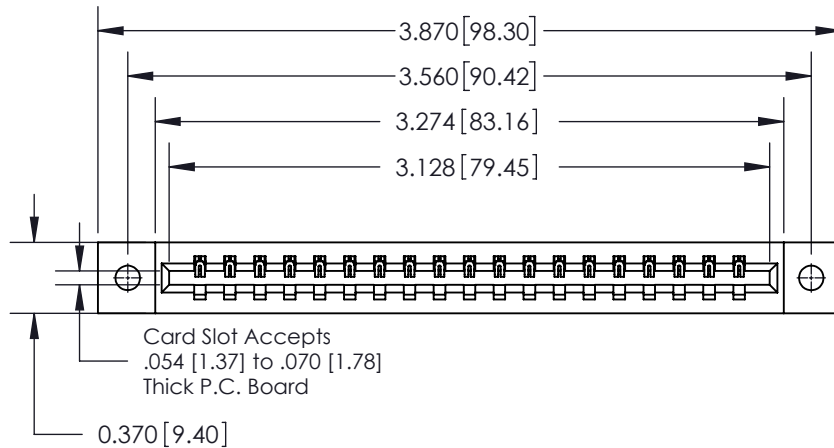 3.870[98.30]
3.560[90.42]
3.274[83.16]
3.128[79.45]
Card Slot Accepts
.054 [1.37] to .070 [1.78]
Thick P.C. Board
0.370[9.40]